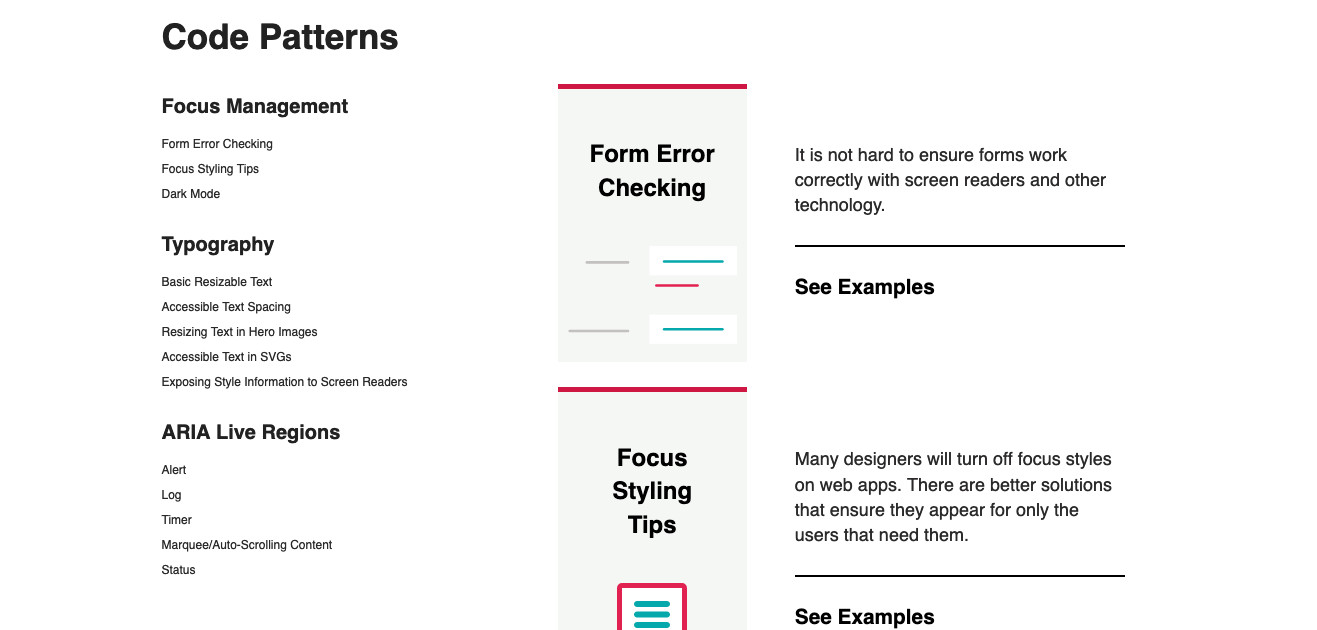 Code Patterns
Focus Management
Form Error Checking
Focus Styling Tips
Dark Mode
Typography
Basic Resizable Text
Accessible Text Spacing
Resizing Text in Hero Images
Accessible Text in SVGs
Exposing Style Information to Screen Readers
ARIA Live Regions
Alert
Log
Timer
Marquee/Auto-Scrolling Content
Status
Form Error
Checking
It is not hard to ensure forms work
correctly with screen readers and other
technology.
See Examples
Focus
Styling
Tips
Many designers will turn off focus styles
on web apps. There are better solutions
that ensure they appear for only the
users that need them.
See Examples